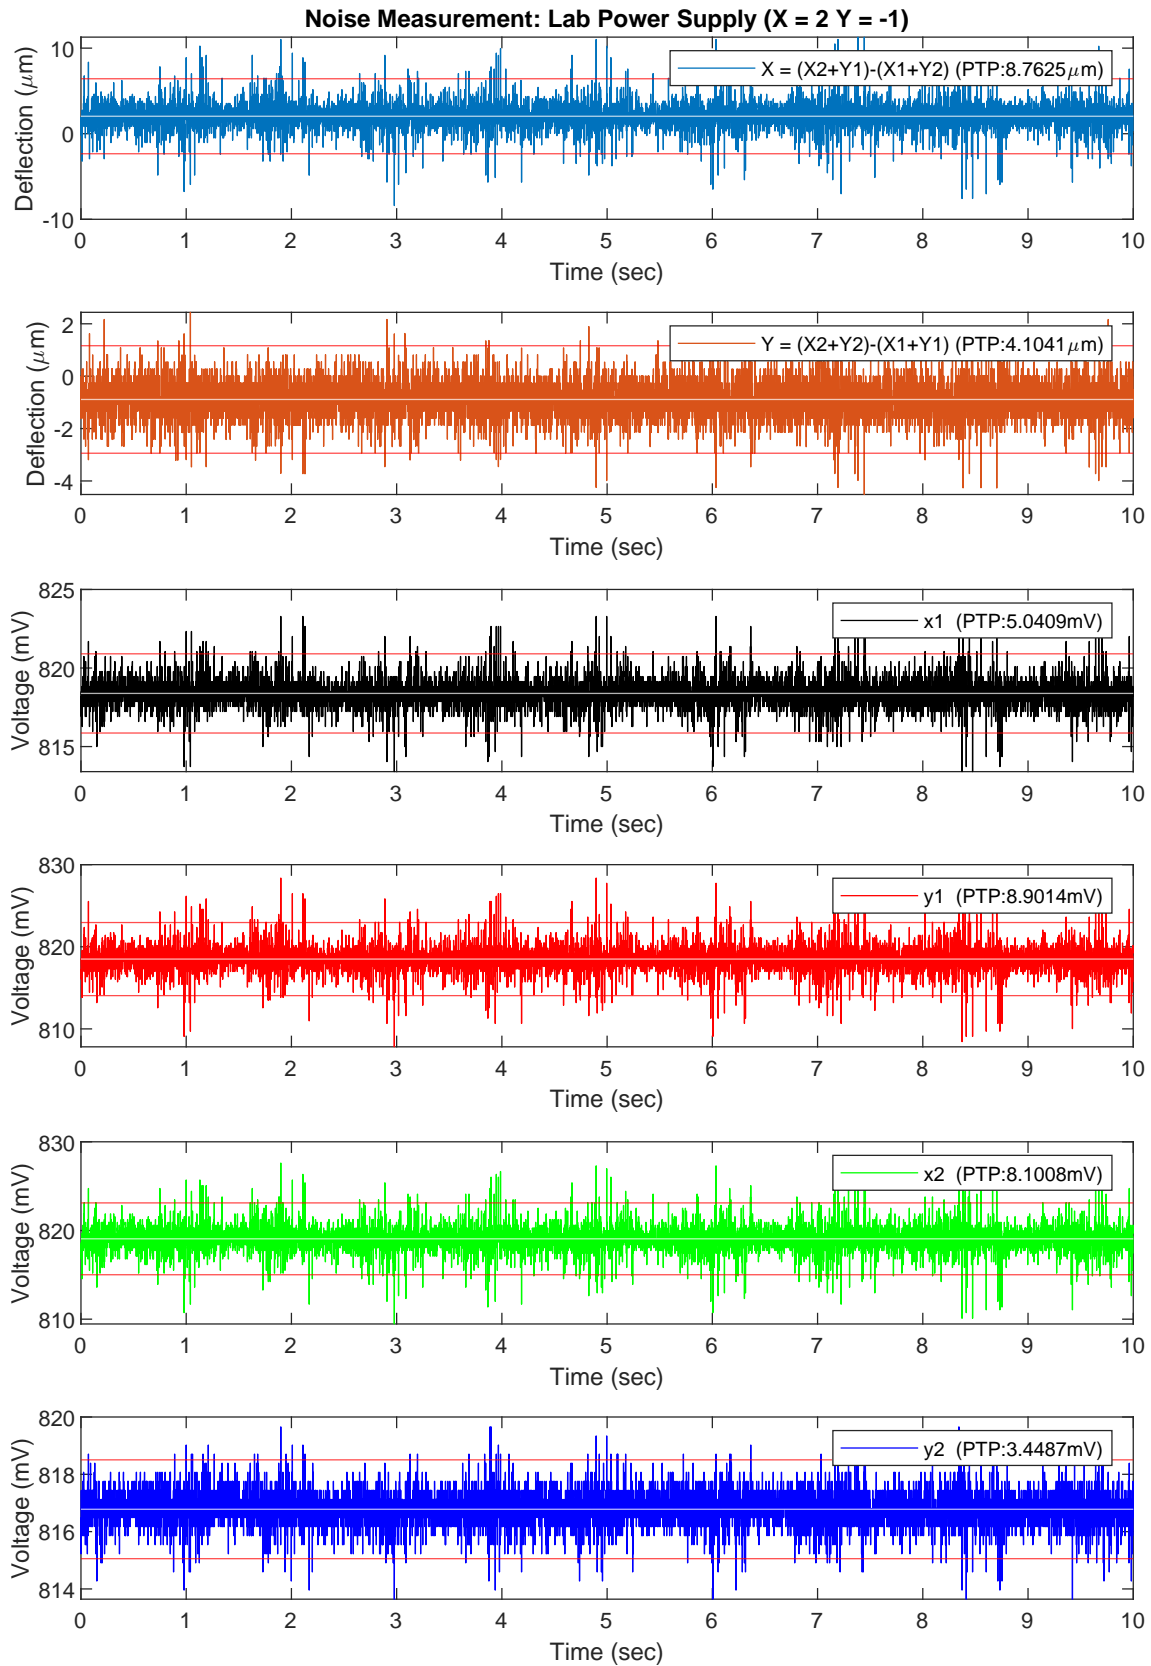 Noise Measurement: Lab Power Supply (X = 2 Y = -1)
10
0
-10
Deflection (μm)
X = (X2+Y1)-(X1+Y2) (PTP:8.7625μm)
0 1 2 3 4 5 6 7 8 9 10
Time (sec)
2
0
-2
-4
Deflection (μm)
Y = (X2+Y2)-(X1+Y1) (PTP:4.1041μm)
0 1 2 3 4 5 6 7 8 9 10
Time (sec)
825
820
815
Voltage (mV)
x1 (PTP:5.0409mV)
0 1 2 3 4 5 6 7 8 9 10
Time (sec)
830
820
810
Voltage (mV)
y1 (PTP:8.9014mV)
0 1 2 3 4 5 6 7 8 9 10
Time (sec)
830
820
810
Voltage (mV)
x2 (PTP:8.1008mV)
0 1 2 3 4 5 6 7 8 9 10
Time (sec)
820
818
816
814
Voltage (mV)
y2 (PTP:3.4487mV)
0 1 2 3 4 5 6 7 8 9 10
Time (sec)